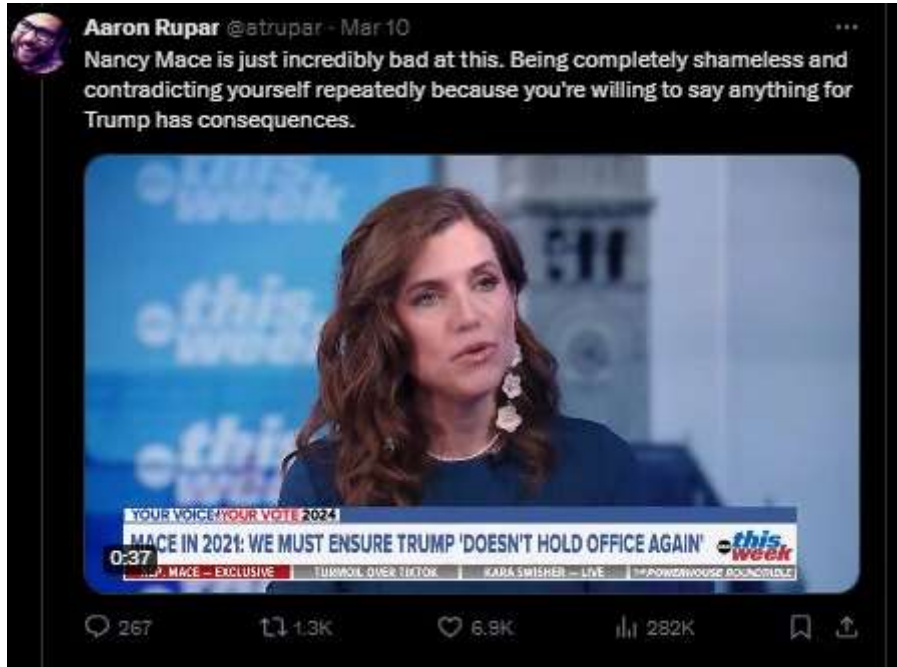 Aaron Rupar @atrupar · Mar 10
Nancy Mace is just incredibly bad at this. Being completely shameless and
contradicting yourself repeatedly because you're willing to say anything for
Trump has consequences.
this
week
this
week
this
YOUR VOICE YOUR VOTE 2024
MACE IN 2021: WE MUST ENSURE TRUMP 'DOESN'T HOLD OFFICE AGAIN'
abc this week
0:37
REP. MACE – EXCLUSIVE | TURMOIL OVER TIKTOK | KARA SWISHER – LIVE | THE POWERHOUSE ROUNDTABLE
267 1.3K 6.9K 282K